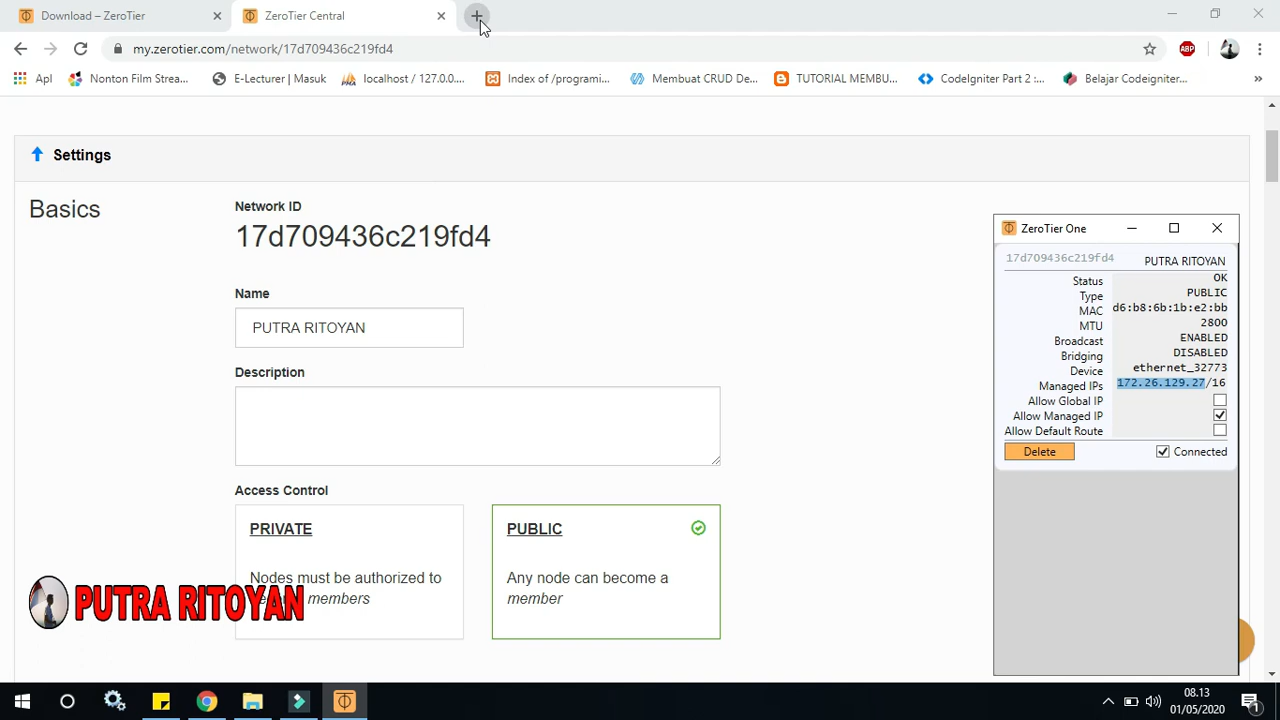 Download – ZeroTier
ZeroTier Central
my.zerotier.com/network/17d709436c219fd4
ABP
Apl
Nonton Film Strea...
E-Lecturer | Masuk
localhost / 127.0.0....
Index of /programi...
Membuat CRUD De...
TUTORIAL MEMBU...
CodeIgniter Part 2 :...
Belajar Codeigniter...
Settings
Basics
Network ID
17d709436c219fd4
Name
PUTRA RITOYAN
Description
Access Control
PRIVATE
Nodes must be authorized to
members
PUBLIC
Any node can become a
member
PUTRA RITOYAN
ZeroTier One
17d709436c219fd4 PUTRA RITOYAN
Status OK
Type PUBLIC
MAC d6:b8:6b:1b:e2:bb
MTU 2800
Broadcast ENABLED
Bridging DISABLED
Device ethernet_32773
Managed IPs 172.26.129.27/16
Allow Global IP
Allow Managed IP
Allow Default Route
Delete Connected
08.13
01/05/2020
1